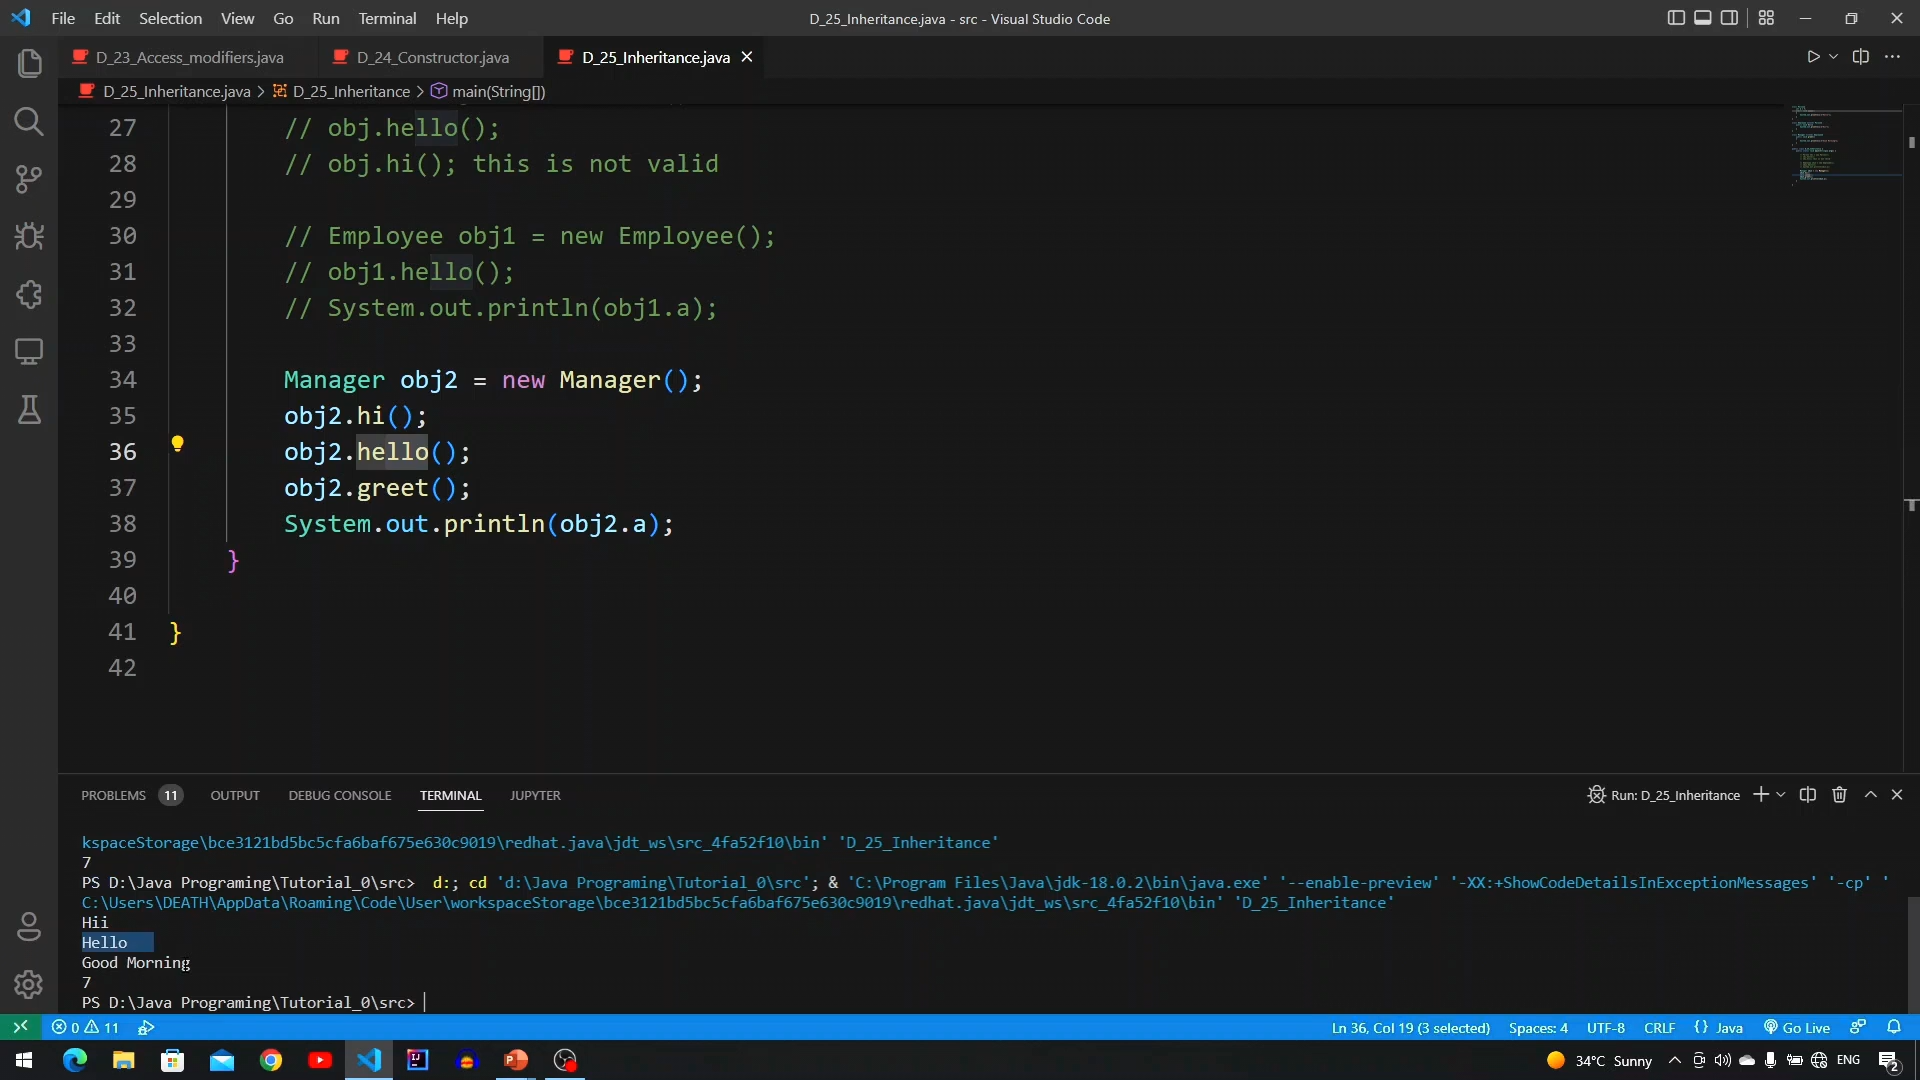 File Edit Selection View Go Run Terminal Help
D_25_Inheritance.java - src - Visual Studio Code
D_23_Access_modifiers.java D_24_Constructor.java D_25_Inheritance.java
D_25_Inheritance.java > D_25_Inheritance > main(String[])
27 // obj.hello();
28 // obj.hi(); this is not valid
29
30 // Employee obj1 = new Employee();
31 // obj1.hello();
32 // System.out.println(obj1.a);
33
34 Manager obj2 = new Manager();
35 obj2.hi();
36 obj2.hello();
37 obj2.greet();
38 System.out.println(obj2.a);
39 }
40
41 }
42
PROBLEMS 11 OUTPUT DEBUG CONSOLE TERMINAL JUPYTER
Run: D_25_Inheritance
kspaceStorage\bce3121bd5bc5cfa6baf675e630c9019\redhat.java\jdt_ws\src_4fa52f10\bin' 'D_25_Inheritance'
7
PS D:\Java Programing\Tutorial_0\src> d:; cd 'd:\Java Programing\Tutorial_0\src'; & 'C:\Program Files\Java\jdk-18.0.2\bin\java.exe' '--enable-preview' '-XX:+ShowCodeDetailsInExceptionMessages' '-cp' '
C:\Users\DEATH\AppData\Roaming\Code\User\workspaceStorage\bce3121bd5bc5cfa6baf675e630c9019\redhat.java\jdt_ws\src_4fa52f10\bin' 'D_25_Inheritance'
Hii
Hello
Good Morning
7
PS D:\Java Programing\Tutorial_0\src>
0 11 Ln 36, Col 19 (3 selected) Spaces: 4 UTF-8 CRLF {} Java Go Live
34°C Sunny ENG 2